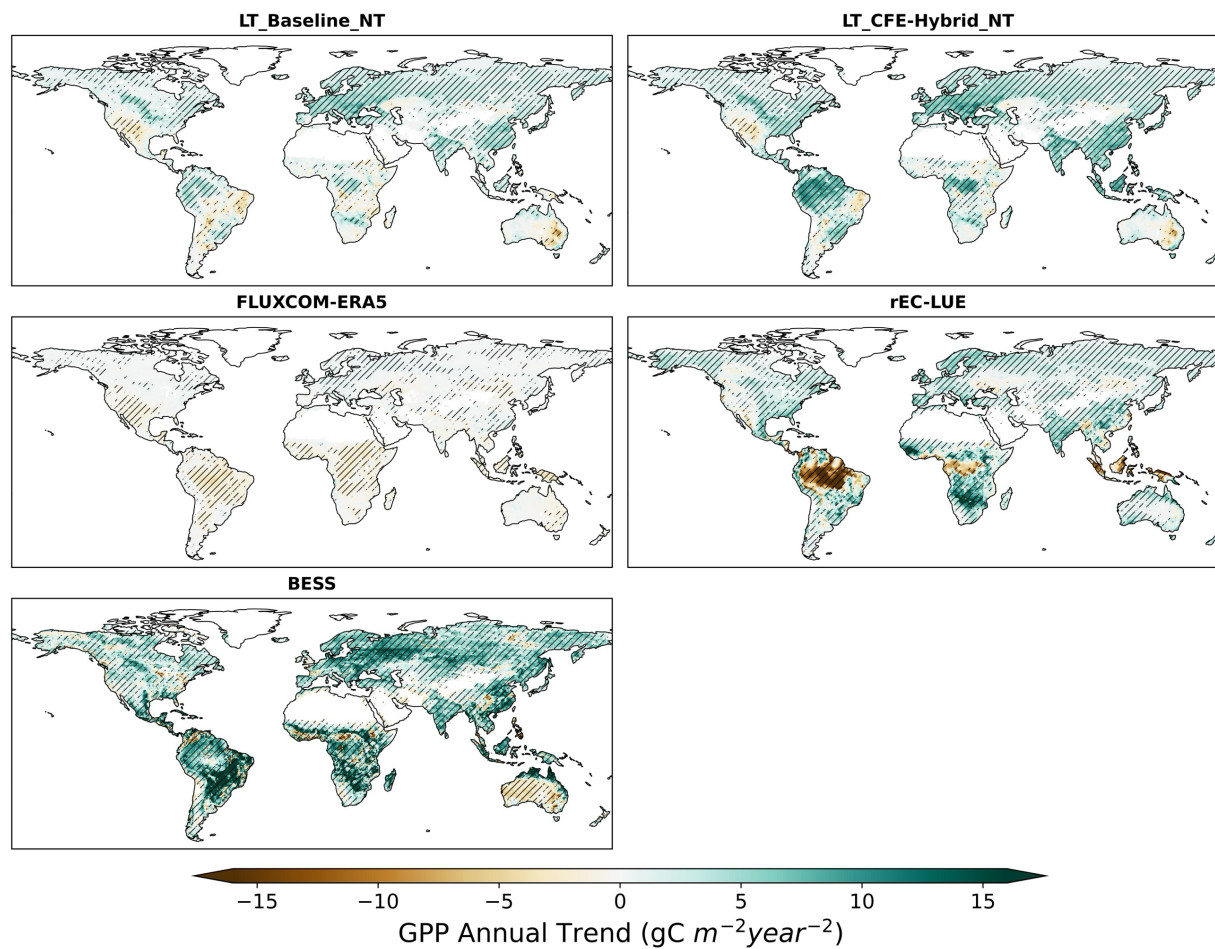 LT_Baseline_NT
LT_CFE-Hybrid_NT
FLUXCOM-ERA5
rEC-LUE
BESS
−15 −10 −5 0 5 10 15
GPP Annual Trend (gC m⁻²year⁻²)